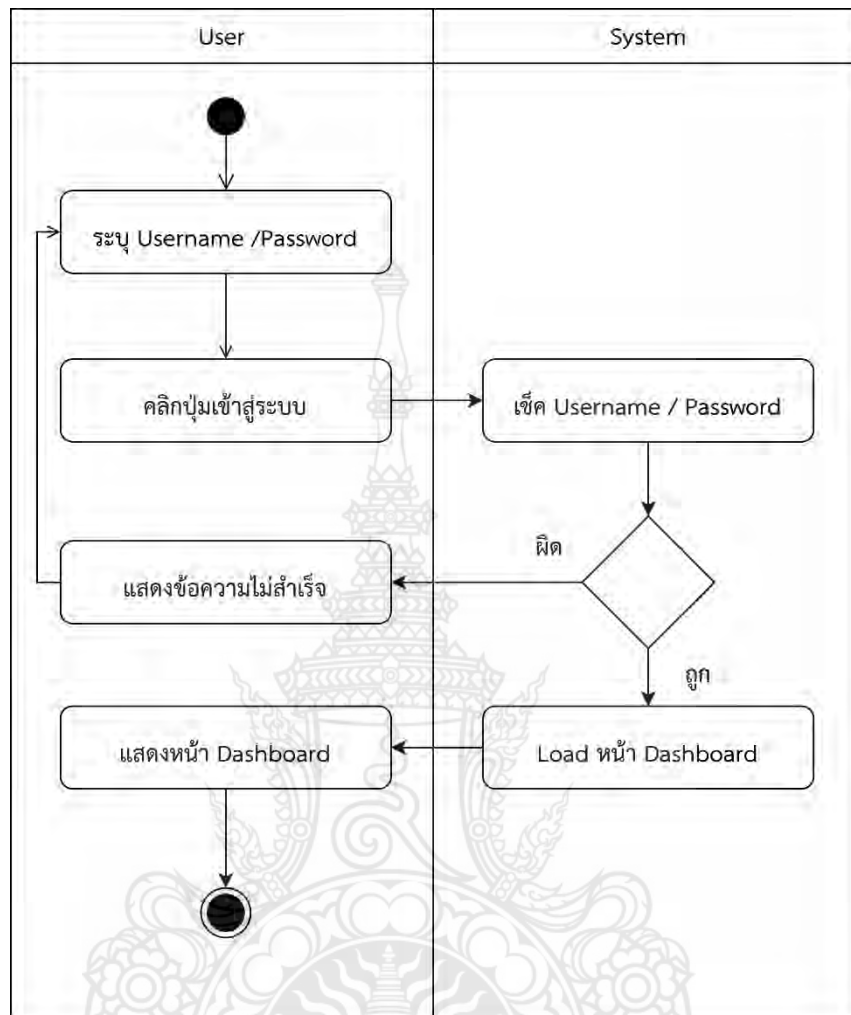 User
System
ระบุ Username /Password
คลิกปุ่มเข้าสู่ระบบ
เช็ค Username / Password
ผิด
แสดงข้อความไม่สำเร็จ
ถูก
แสดงหน้า Dashboard
Load หน้า Dashboard